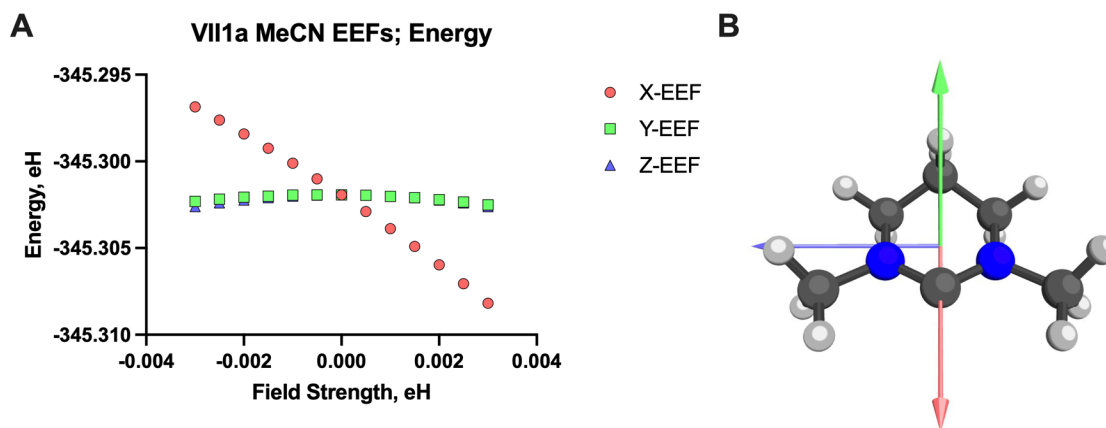 A
VII1a MeCN EEFs; Energy
B
-345.295
-345.300
-345.305
-345.310
Energy, eH
-0.004
-0.002
0.000
0.002
0.004
Field Strength, eH
X-EEF
Y-EEF
Z-EEF